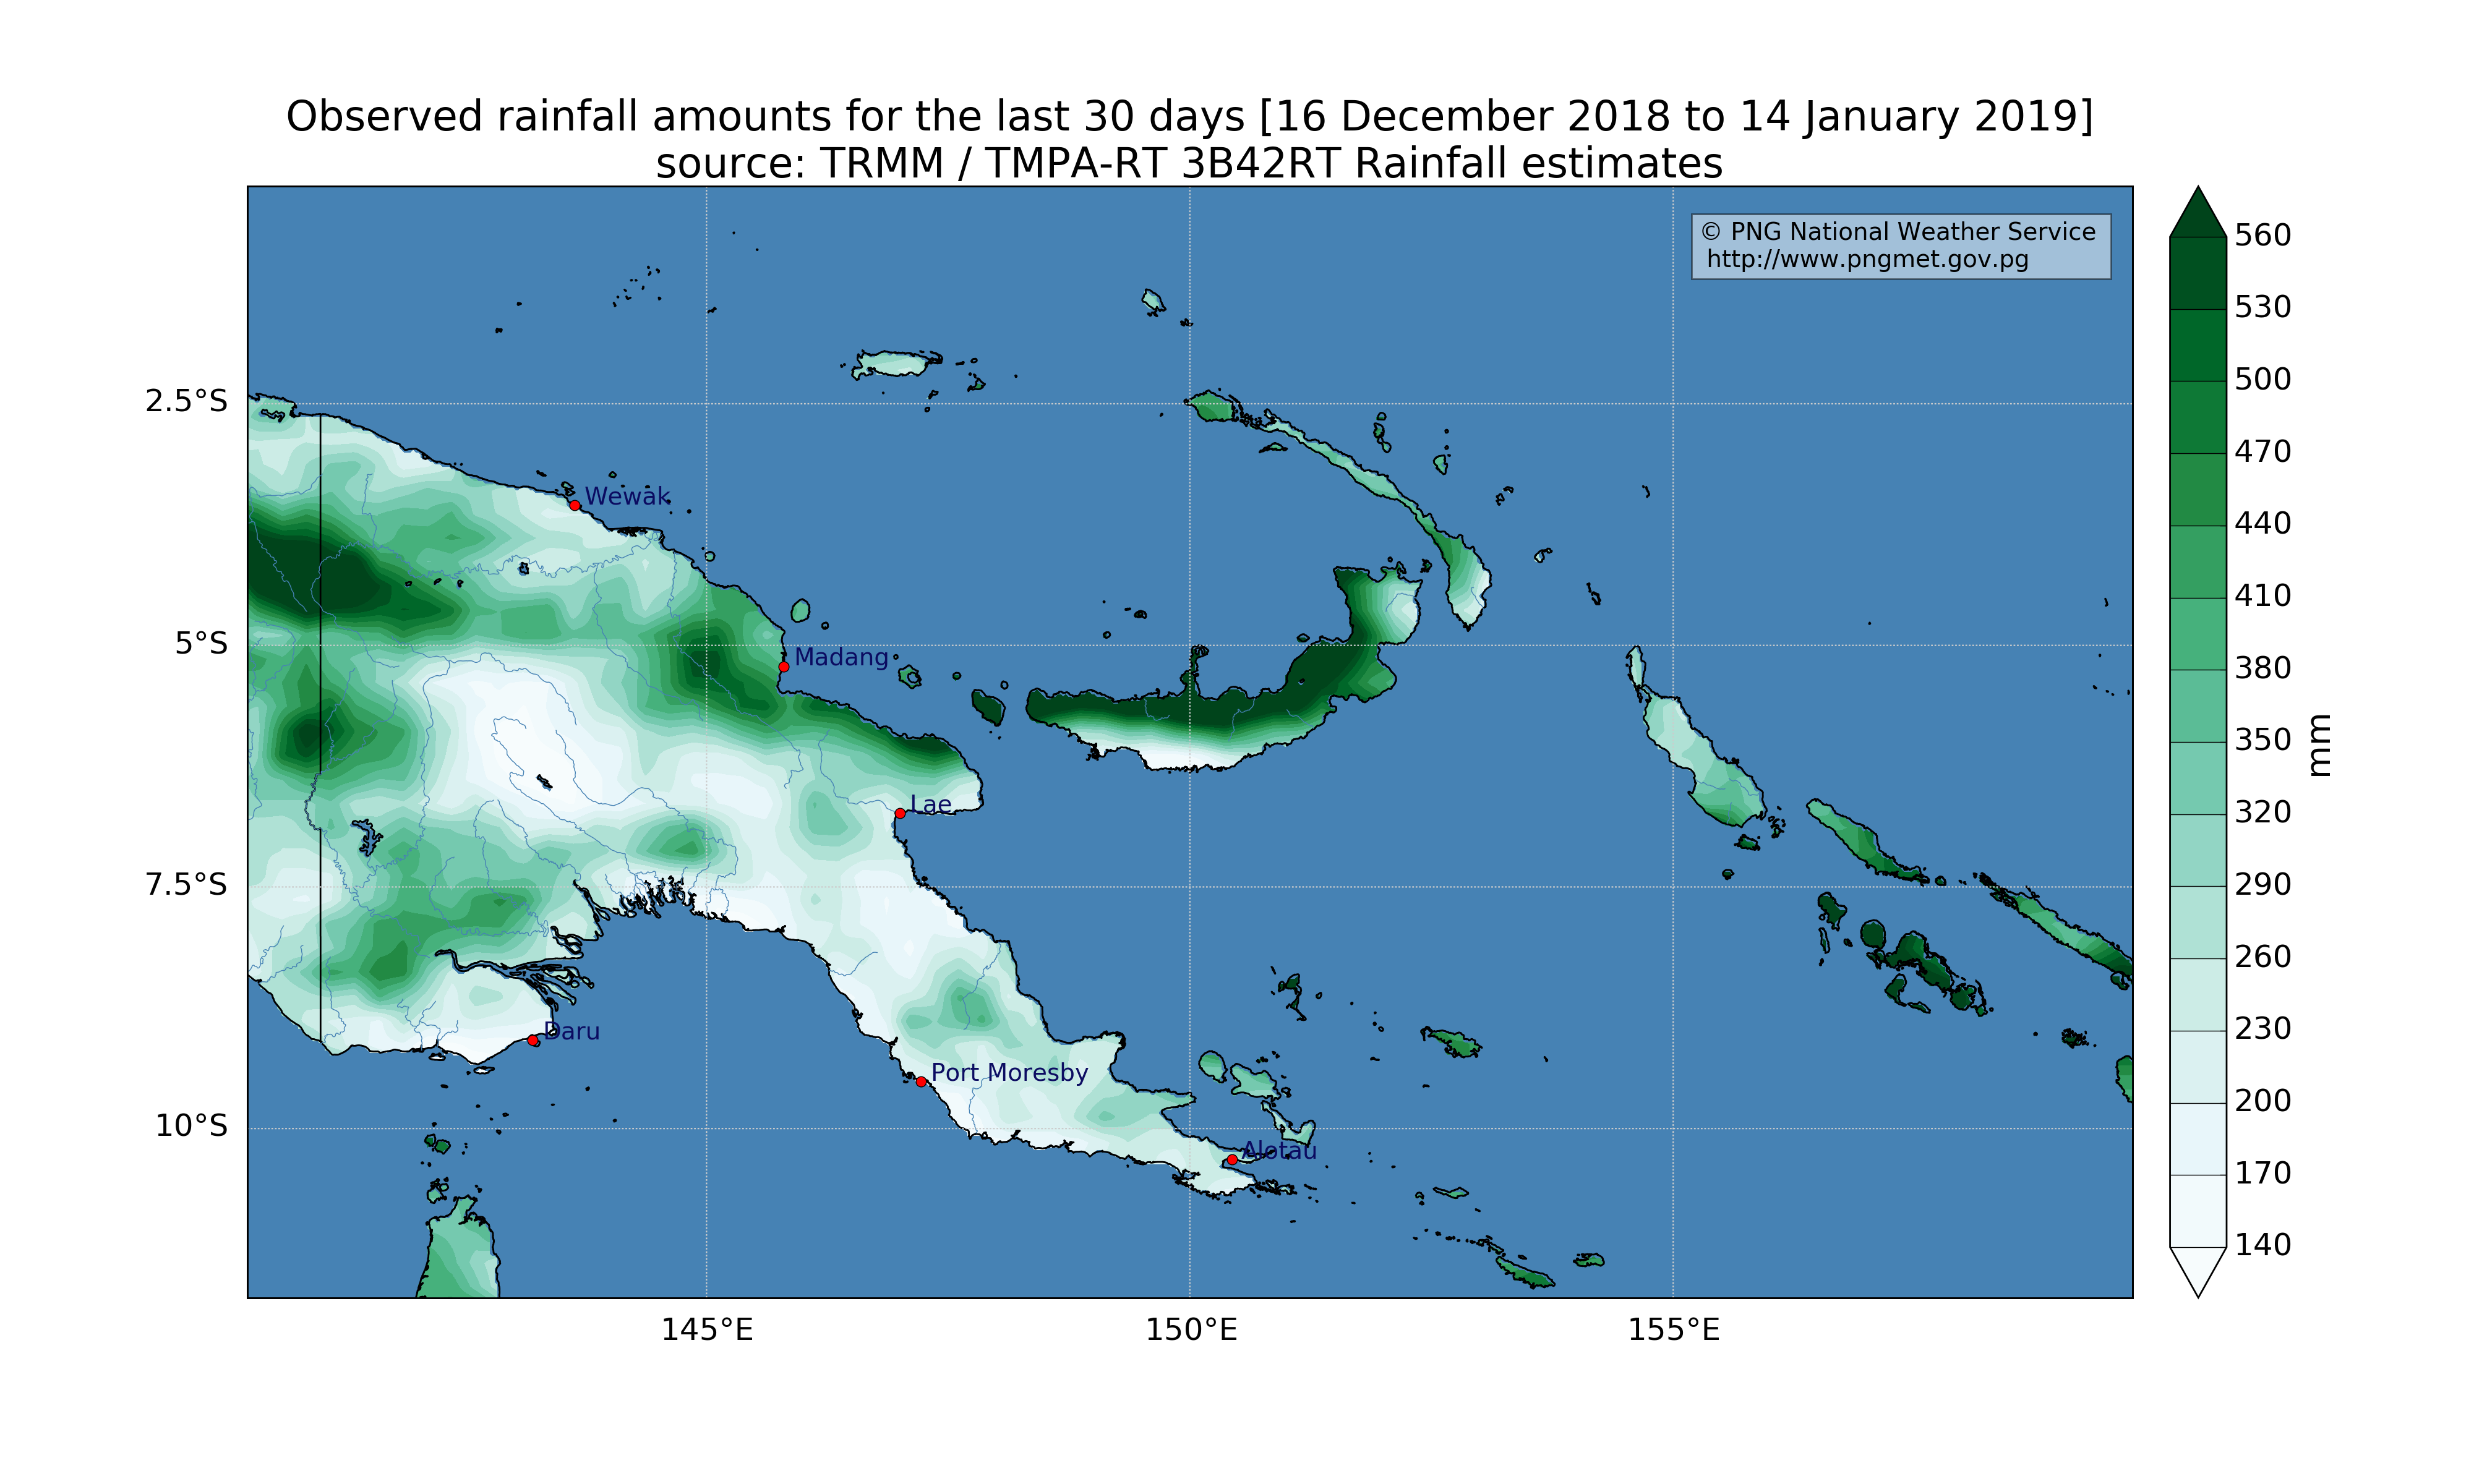 Observed rainfall amounts for the last 30 days [16 December 2018 to 14 January 2019]
source: TRMM / TMPA-RT 3B42RT Rainfall estimates
© PNG National Weather Service
http://www.pngmet.gov.pg
2.5°S
5°S
7.5°S
10°S
Wewak
Madang
Lae
Daru
Port Moresby
Alotau
145°E
150°E
155°E
560
530
500
470
440
410
380
350
320
290
260
230
200
170
140
mm